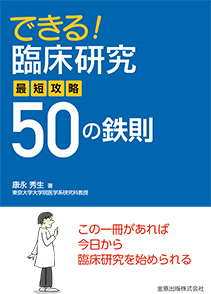 できる!
臨床研究
最短攻略
50の鉄則
康永 秀生 著
東京大学大学院医学系研究科教授
この一冊があれば
今日から
臨床研究を始められる
金原出版株式会社